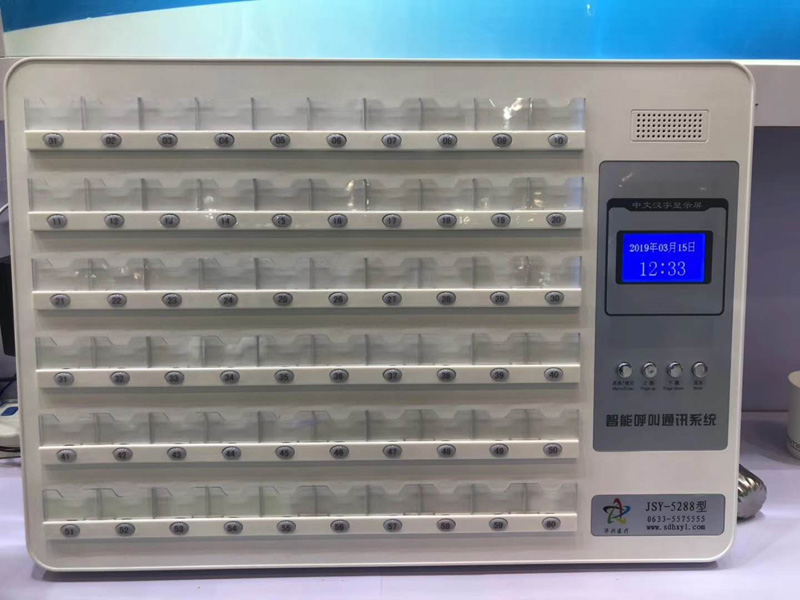 01 02 03 04 05 06 07 08 09 10
11 12 13 14 15 16 17 18 19 20
21 22 23 24 25 26 27 28 29 30
31 32 33 34 35 36 37 38 39 40
41 42 43 44 45 46 47 48 49 50
51 52 53 54 55 56 57 58 59 60
中文汉字显示屏
2019年03月15日
12:33
智能呼叫通讯系统
JSY-5288型
0633-5575555
www.sdhxyl.com
华兴医疗